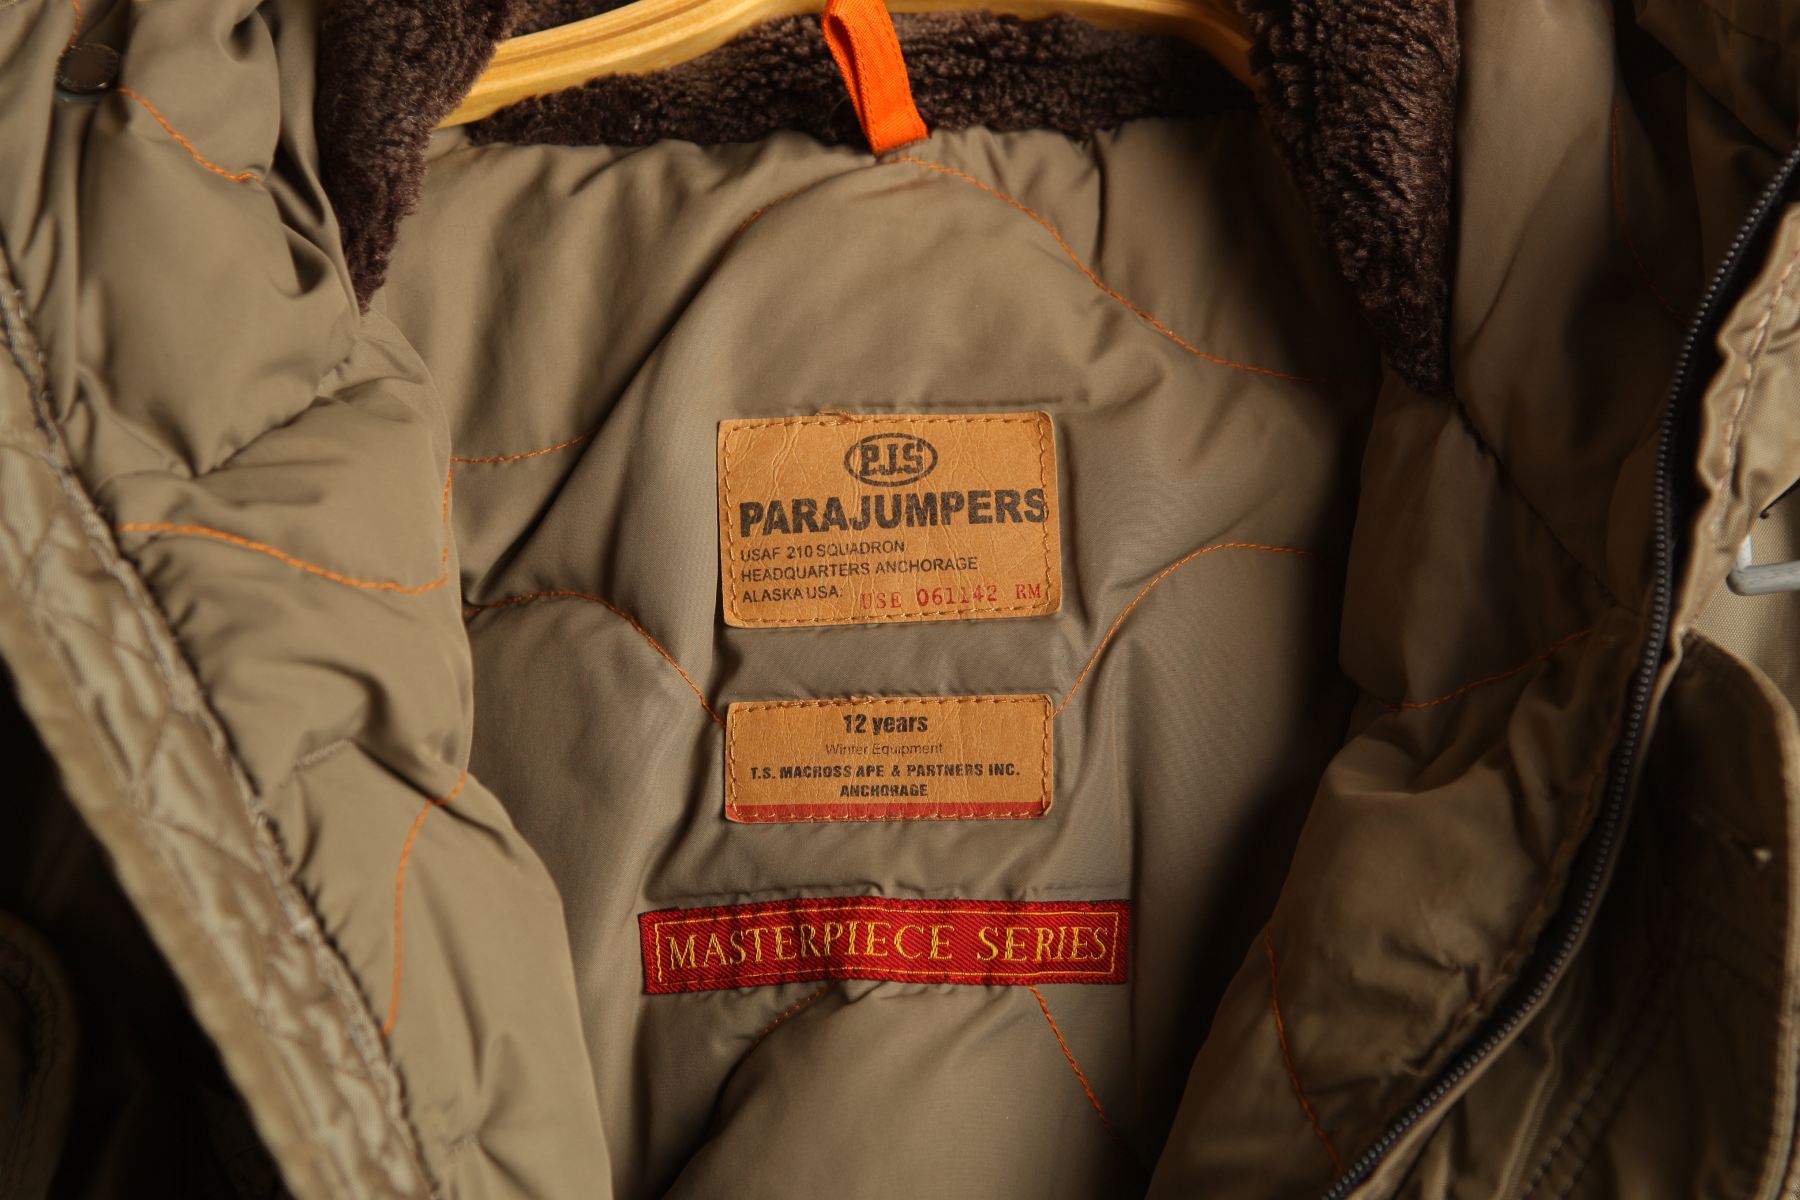 P.J.S
PARAJUMPERS
USAF 210 SQUADRON
HEADQUARTERS ANCHORAGE
ALASKA USA: USE 061142 RM
12 years
Winter Equipment
T.S. MACROSS APE & PARTNERS INC.
ANCHORAGE
MASTERPIECE SERIES